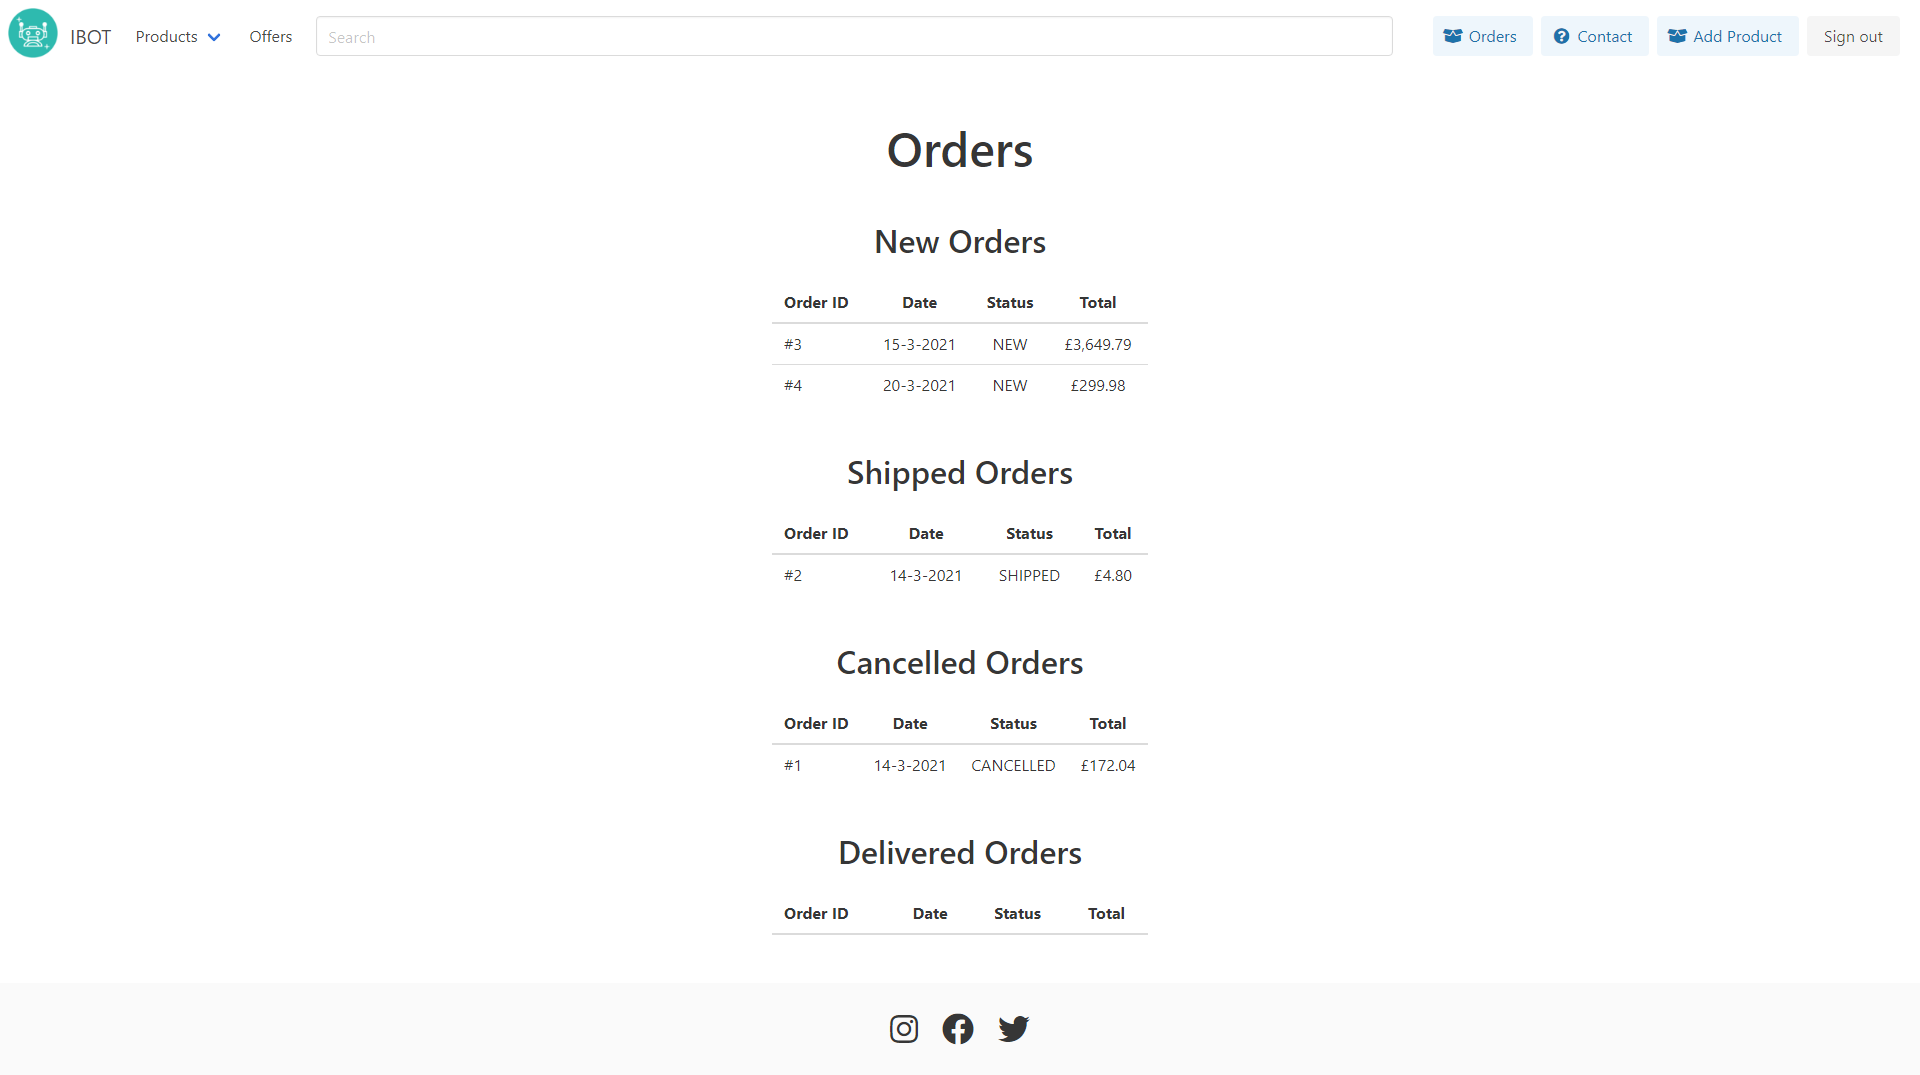 IBOT Products Offers Search Orders Contact Add Product Sign out
Orders
New Orders
Order ID Date Status Total
#3 15-3-2021 NEW £3,649.79
#4 20-3-2021 NEW £299.98
Shipped Orders
Order ID Date Status Total
#2 14-3-2021 SHIPPED £4.80
Cancelled Orders
Order ID Date Status Total
#1 14-3-2021 CANCELLED £172.04
Delivered Orders
Order ID Date Status Total